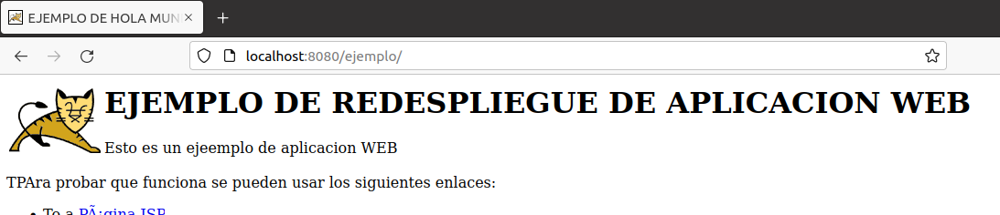 EJEMPLO DE HOLA MUN
localhost:8080/ejemplo/
EJEMPLO DE REDESPLIEGUE DE APLICACION WEB
Esto es un ejeemplo de aplicacion WEB
TPAra probar que funciona se pueden usar los siguientes enlaces:
To a PÃ¡gina JSP